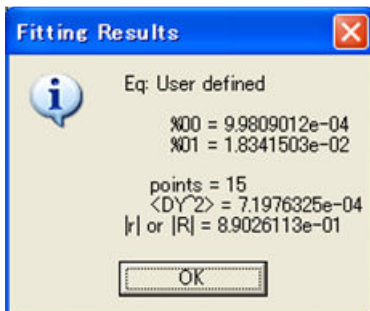 Fitting Results
Eq: User defined
%00 = 9.9809012e-04
%01 = 1.8341503e-02
points = 15
<DY^2> = 7.1976325e-04
|r| or |R| = 8.9026113e-01
OK